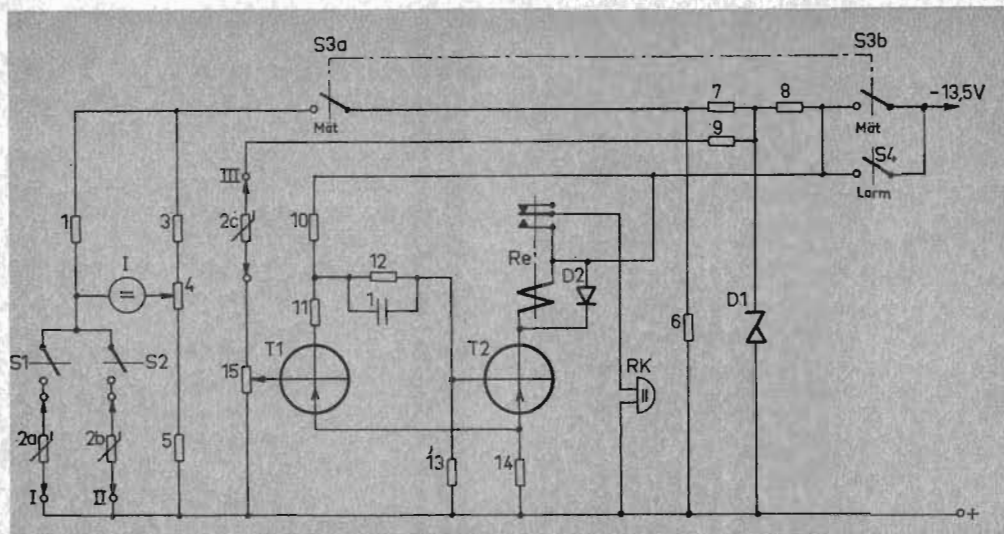 S3a S3b
-13,5V
7 8
Mät Mät
9
S4
III
Larm
1 3 2c 10
Re
12
D2
I
4
1
11
D1
6
T1 T2
S1 S2
15
RK
2a 2b 5
13 14
I II
+